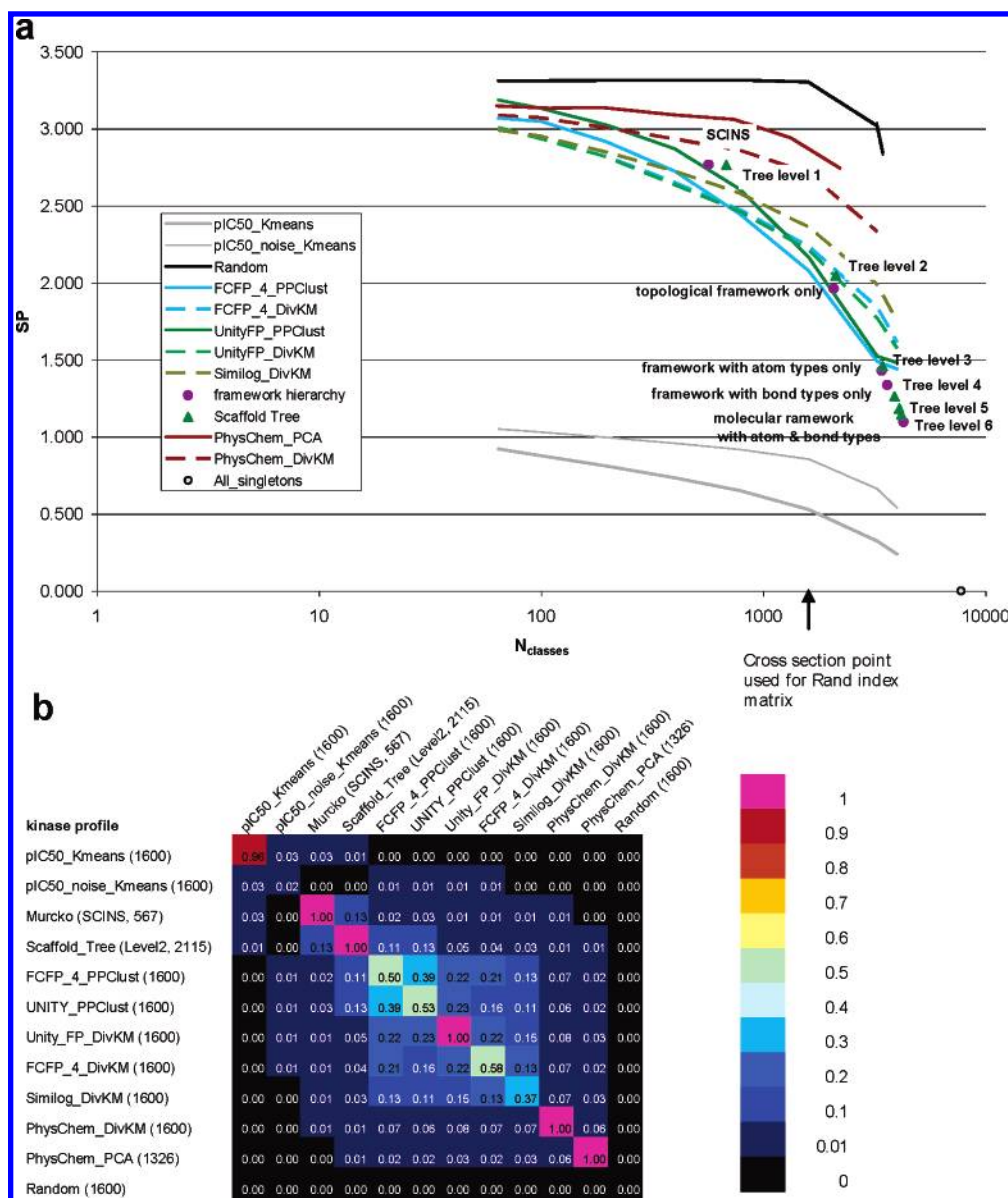 a
3.500
3.000
2.500
2.000
1.500
1.000
0.500
0.000
SP
1 10 100 1000 10000
N classes
pIC50_Kmeans
pIC50_noise_Kmeans
Random
FCFP_4_PPClust
FCFP_4_DivKM
UnityFP_PPClust
UnityFP_DivKM
Similog_DivKM
framework hierarchy
Scaffold Tree
PhysChem_PCA
PhysChem_DivKM
All_singletons
SCINS
Tree level 1
Tree level 2
topological framework only
Tree level 3
framework with atom types only
Tree level 4
framework with bond types only
Tree level 5
molecular ramework
Tree level 6
with atom & bond types
Cross section point
used for Rand index
matrix
b
pIC50_Kmeans (1600)
pIC50_noise_Kmeans (1600)
Murcko (SCINS, 567)
Scaffold_Tree (Level2, 2115)
FCFP_4_PPClust (1600)
UNITY_PPClust (1600)
Unity_FP_DivKM (1600)
FCFP_4_DivKM (1600)
Similog_DivKM (1600)
PhysChem_DivKM (1600)
PhysChem_PCA (1326)
Random (1600)
kinase profile
pIC50_Kmeans (1600) 0.96 0.03 0.03 0.01 0.00 0.00 0.00 0.00 0.00 0.00 0.00 0.00
pIC50_noise_Kmeans (1600) 0.03 0.02 0.00 0.00 0.01 0.01 0.01 0.01 0.00 0.00 0.00 0.00
Murcko (SCINS, 567) 0.03 0.00 1.00 0.13 0.02 0.03 0.01 0.01 0.01 0.01 0.00 0.00
Scaffold_Tree (Level2, 2115) 0.01 0.00 0.13 1.00 0.11 0.13 0.05 0.04 0.03 0.01 0.01 0.00
FCFP_4_PPClust (1600) 0.00 0.01 0.02 0.11 0.50 0.39 0.22 0.21 0.13 0.07 0.02 0.00
UNITY_PPClust (1600) 0.00 0.01 0.03 0.13 0.39 0.53 0.23 0.16 0.11 0.06 0.02 0.00
Unity_FP_DivKM (1600) 0.00 0.01 0.01 0.05 0.22 0.23 1.00 0.22 0.15 0.08 0.03 0.00
FCFP_4_DivKM (1600) 0.00 0.01 0.01 0.04 0.21 0.16 0.22 0.58 0.13 0.07 0.02 0.00
Similog_DivKM (1600) 0.00 0.00 0.01 0.03 0.13 0.11 0.15 0.13 0.37 0.07 0.03 0.00
PhysChem_DivKM (1600) 0.00 0.00 0.01 0.01 0.07 0.06 0.08 0.07 0.07 1.00 0.06 0.00
PhysChem_PCA (1326) 0.00 0.00 0.00 0.01 0.02 0.02 0.03 0.02 0.03 0.06 1.00 0.00
Random (1600) 0.00 0.00 0.00 0.00 0.00 0.00 0.00 0.00 0.00 0.00 0.00 0.00
1
0.9
0.8
0.7
0.6
0.5
0.4
0.3
0.2
0.1
0.01
0